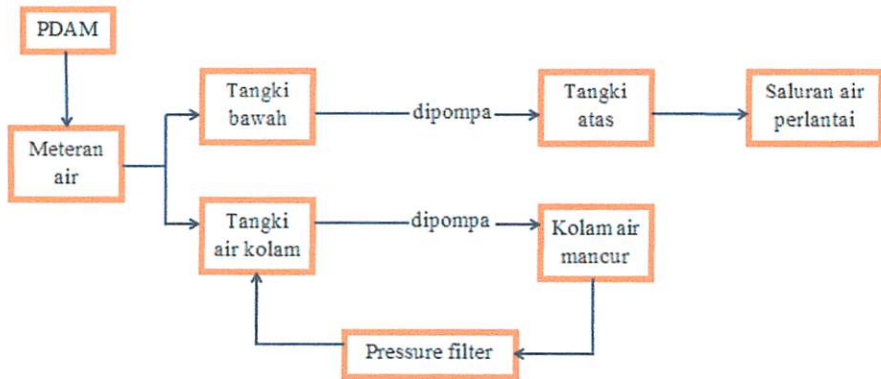 PDAM
Meteran
air
Tangki
bawah
dipompa
Tangki
atas
Saluran air
perlantai
Tangki
air kolam
dipompa
Kolam air
mancur
Pressure filter